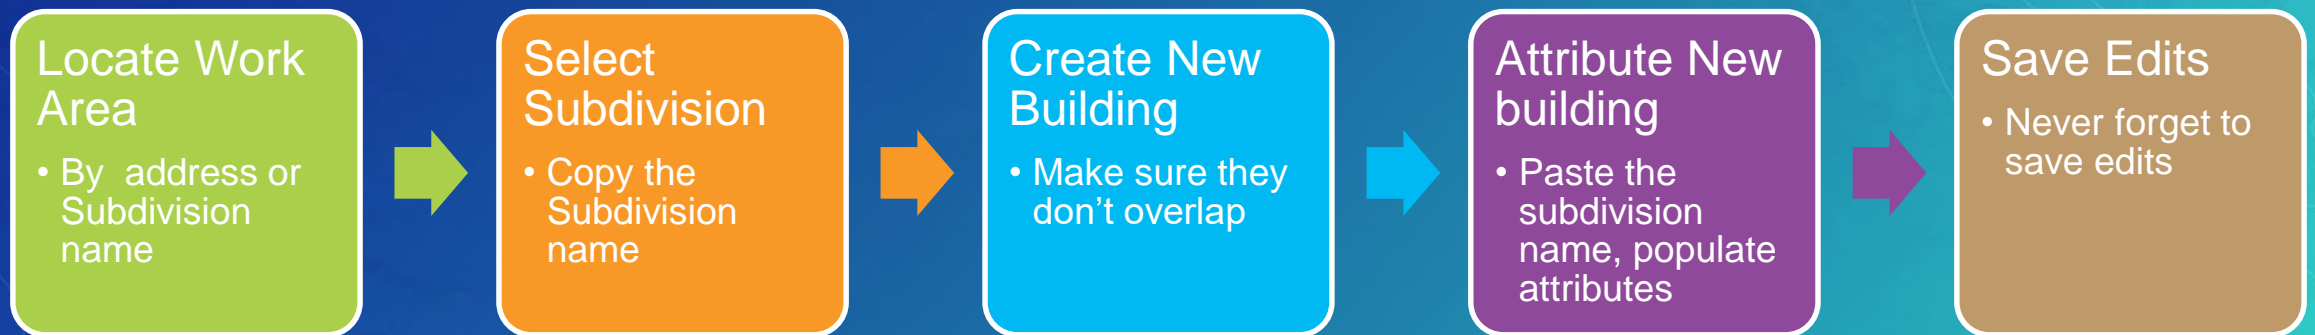 Locate Work
Area
• By  address or
Subdivision
name
Select
Subdivision
• Copy the
Subdivision
name
Create New
Building
• Make sure they
don’t overlap
Attribute New
building
• Paste the
subdivision
name, populate
attributes
Save Edits
• Never forget to
save edits